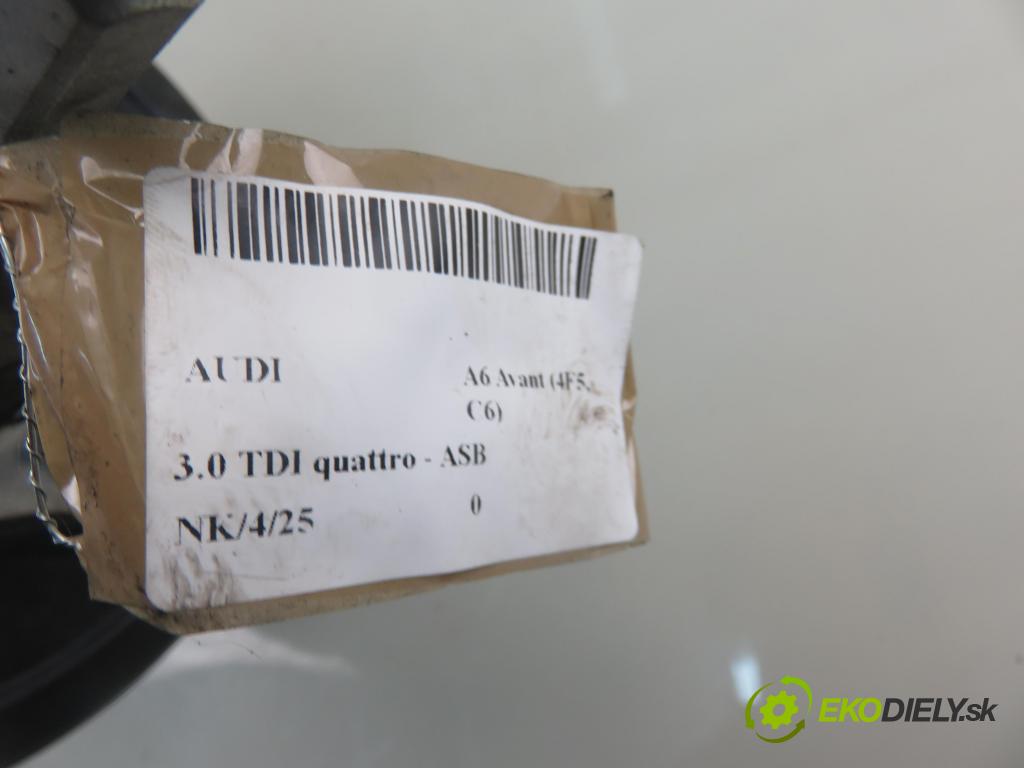 AUDI
A6 Avant (4F5,
C6)
3.0 TDI quattro - ASB
NK/4/25
0
EKODIELY.sk